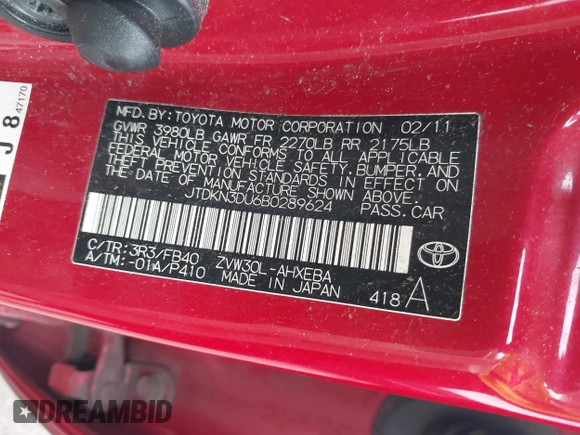 MFD. BY: TOYOTA MOTOR CORPORATION 02/11
GVWR 3980LB GAWR FR 2270LB RR 2175LB
THIS VEHICLE CONFORMS TO ALL APPLICABLE
FEDERAL MOTOR VEHICLE SAFETY, BUMPER, AND
THEFT PREVENTION STANDARDS IN EFFECT ON
THE DATE OF MANUFACTURE SHOWN ABOVE.
JTDKN3DU6B0289624 PASS. CAR
C/TR: 3R3/FB40 ZVW30L-AHXEBA
A/TM: -01A/P410 MADE IN JAPAN 418 A
J 8 47170
DREAMBID